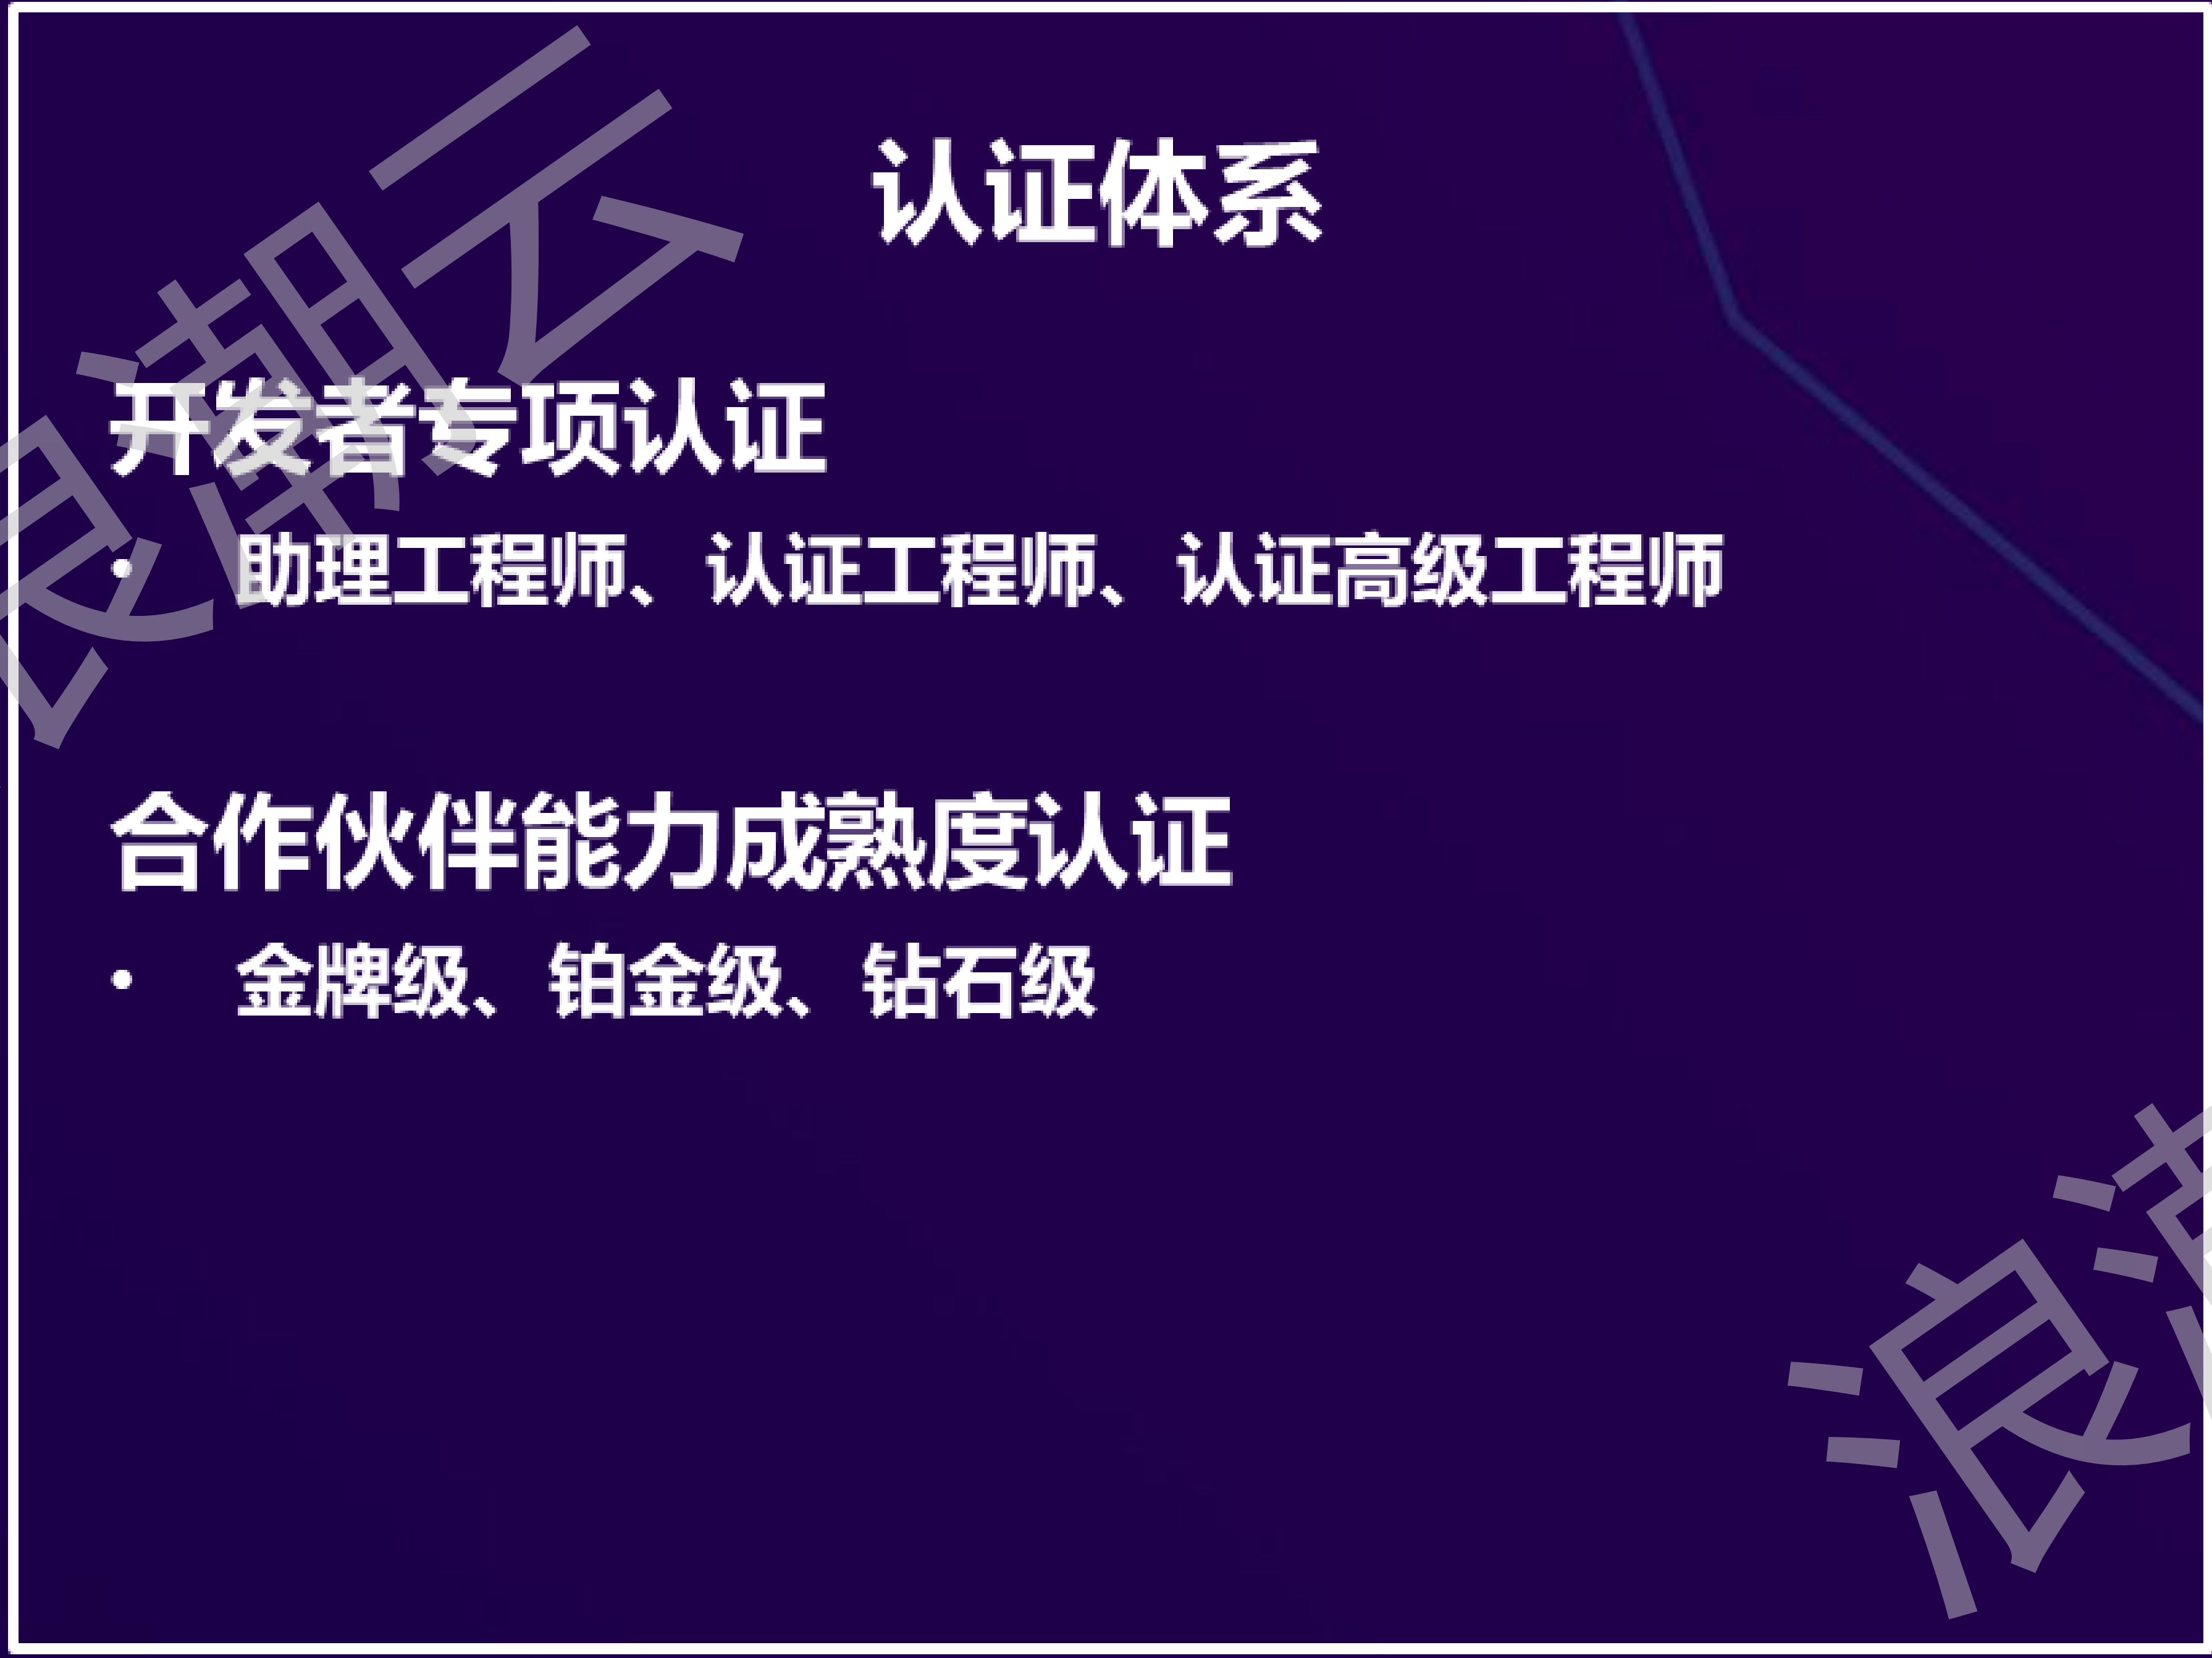 认证体系
开发者专项认证
• 助理工程师、认证工程师、认证高级工程师
合作伙伴能力成熟度认证
• 金牌级、铂金级、钻石级
浪潮云
浪潮